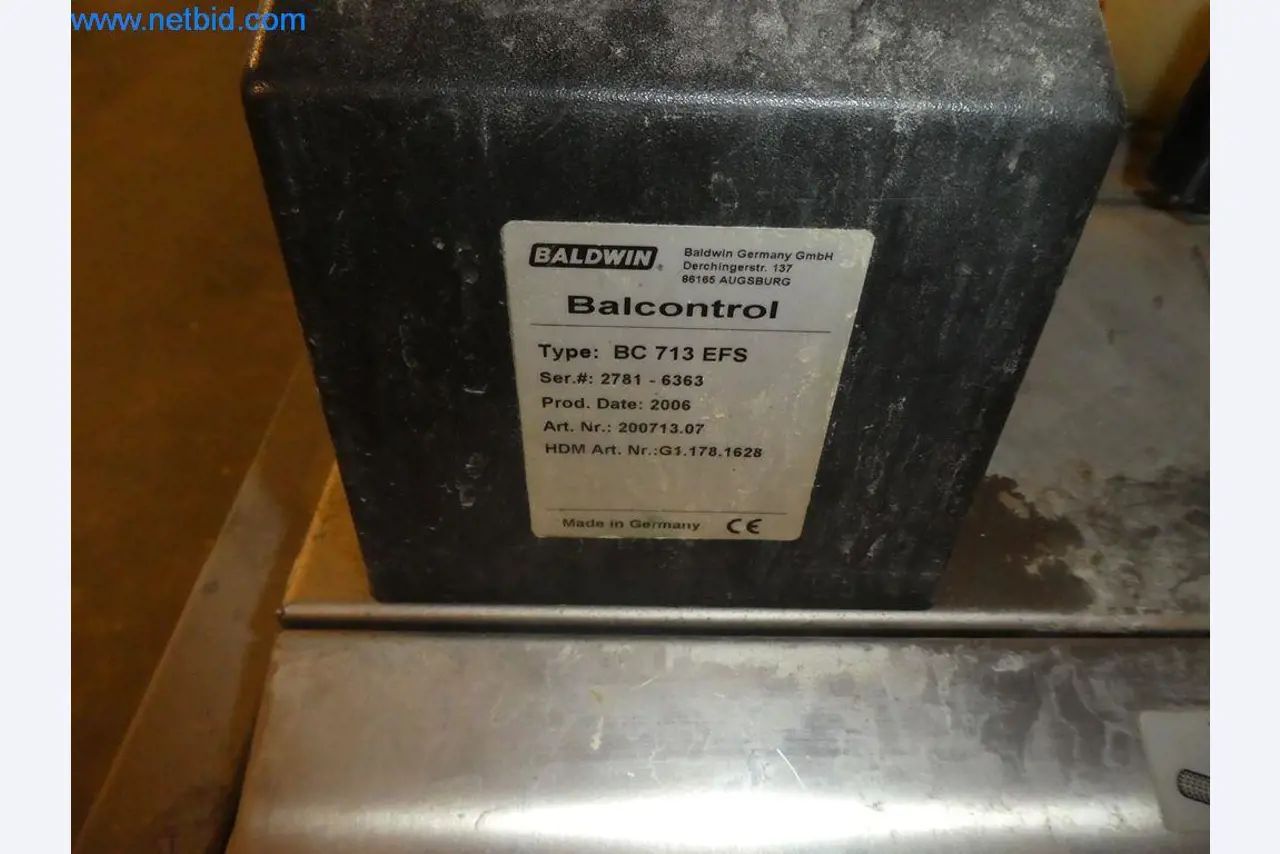 www.netbid.com
BALDWIN®
Baldwin Germany GmbH
Derchingerstr. 137
86165 AUGSBURG
Balcontrol
Type: BC 713 EFS
Ser.#: 2781 - 6363
Prod. Date: 2006
Art. Nr.: 200713.07
HDM Art. Nr.:G1.178.1628
Made in Germany CE